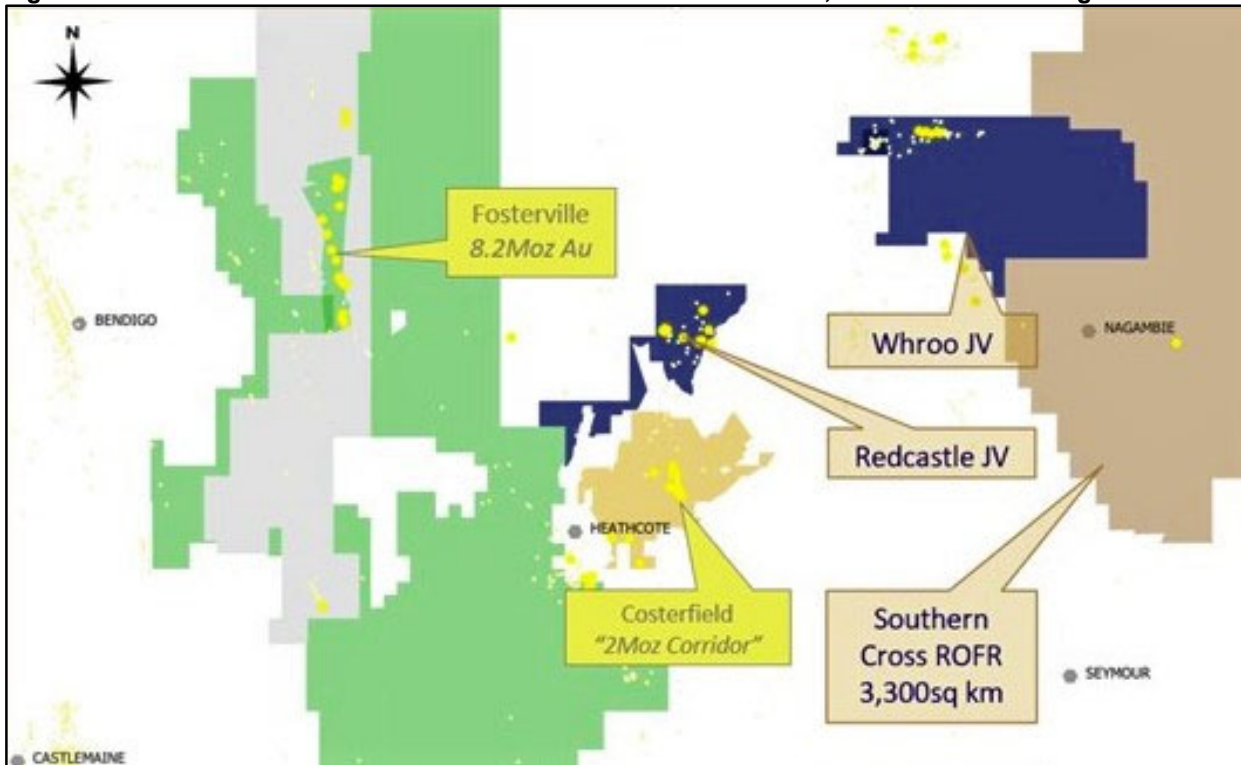 N
Fosterville
8.2Moz Au
BENDIGO
Whroo JV
NAGAMBIE
Redcastle JV
HEATHCOTE
Costerfield
"2Moz Corridor"
Southern
Cross ROFR
3,300sq km
SEYMOUR
CASTLEMAINE